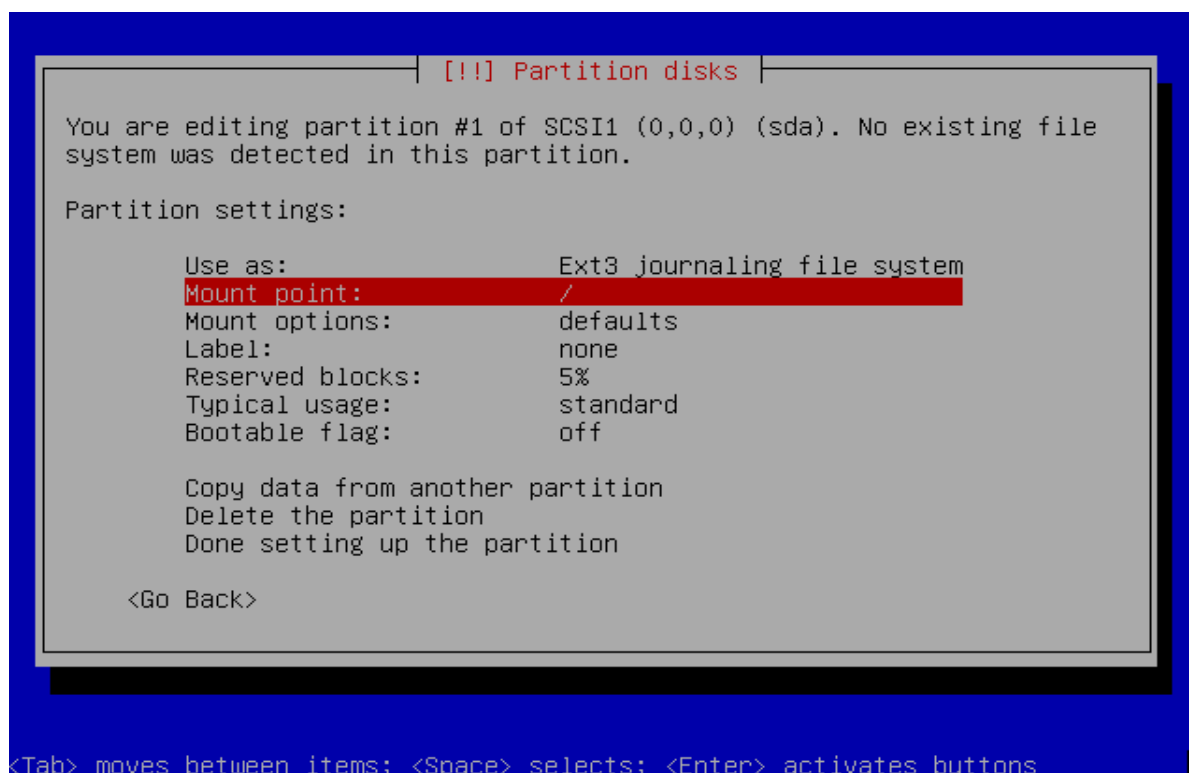 [!!] Partition disks
You are editing partition #1 of SCSI1 (0,0,0) (sda). No existing file
system was detected in this partition.
Partition settings:
Use as: Ext3 journaling file system
Mount point: /
Mount options: defaults
Label: none
Reserved blocks: 5%
Typical usage: standard
Bootable flag: off
Copy data from another partition
Delete the partition
Done setting up the partition
<Go Back>
<Tab> moves between items; <Space> selects; <Enter> activates buttons